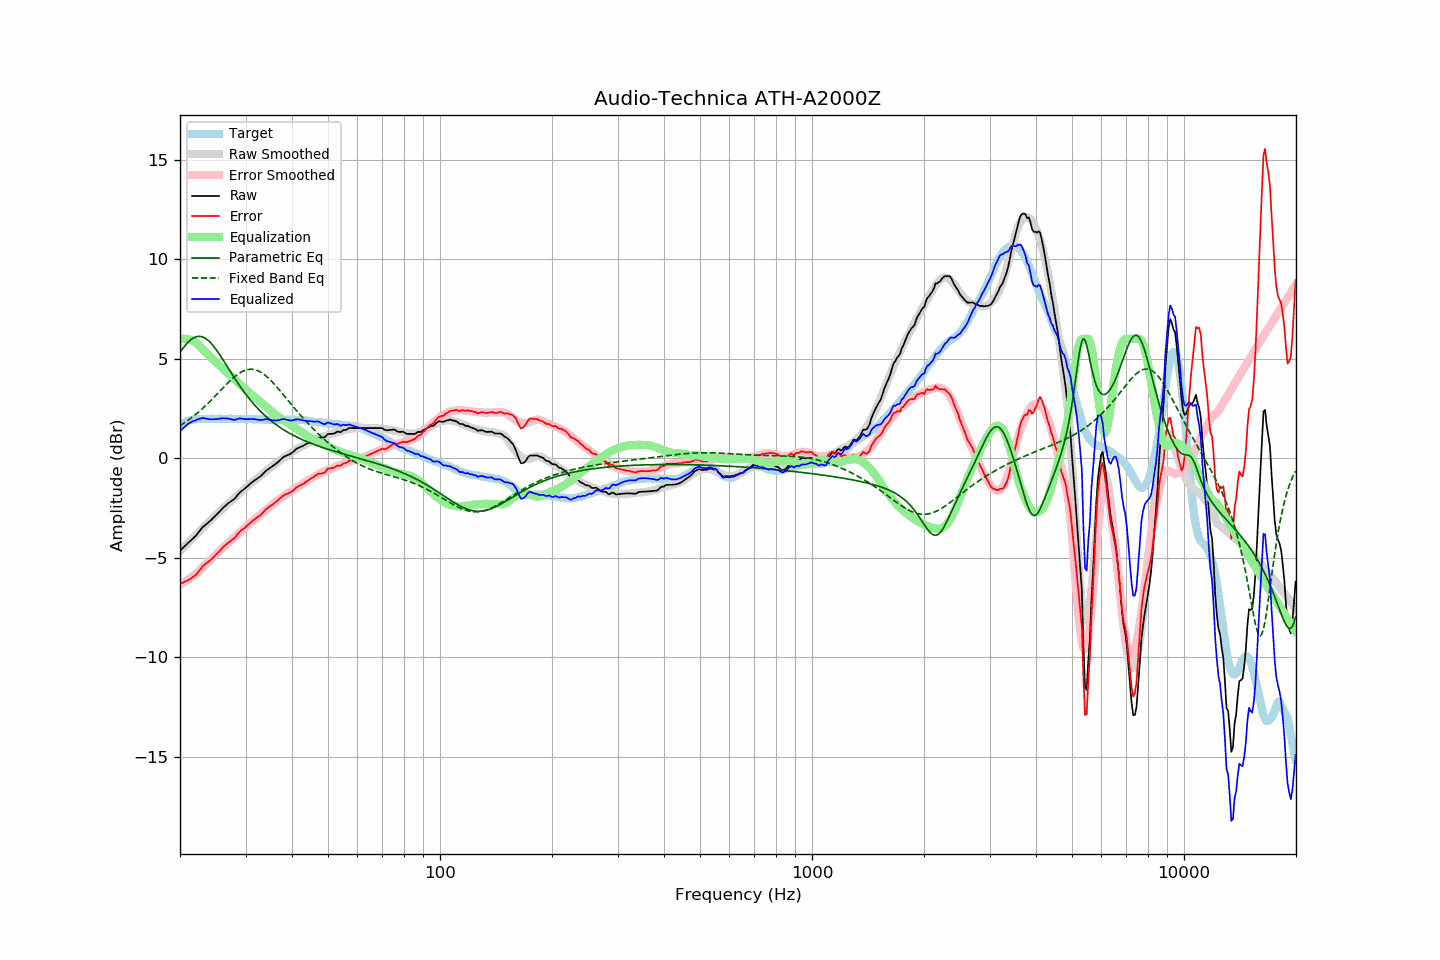 Audio-Technica ATH-A2000Z
Target
Raw Smoothed
Error Smoothed
Raw
Error
Equalization
Parametric Eq
Fixed Band Eq
Equalized
15
10
5
0
−5
−10
−15
Amplitude (dBr)
100 1000 10000
Frequency (Hz)